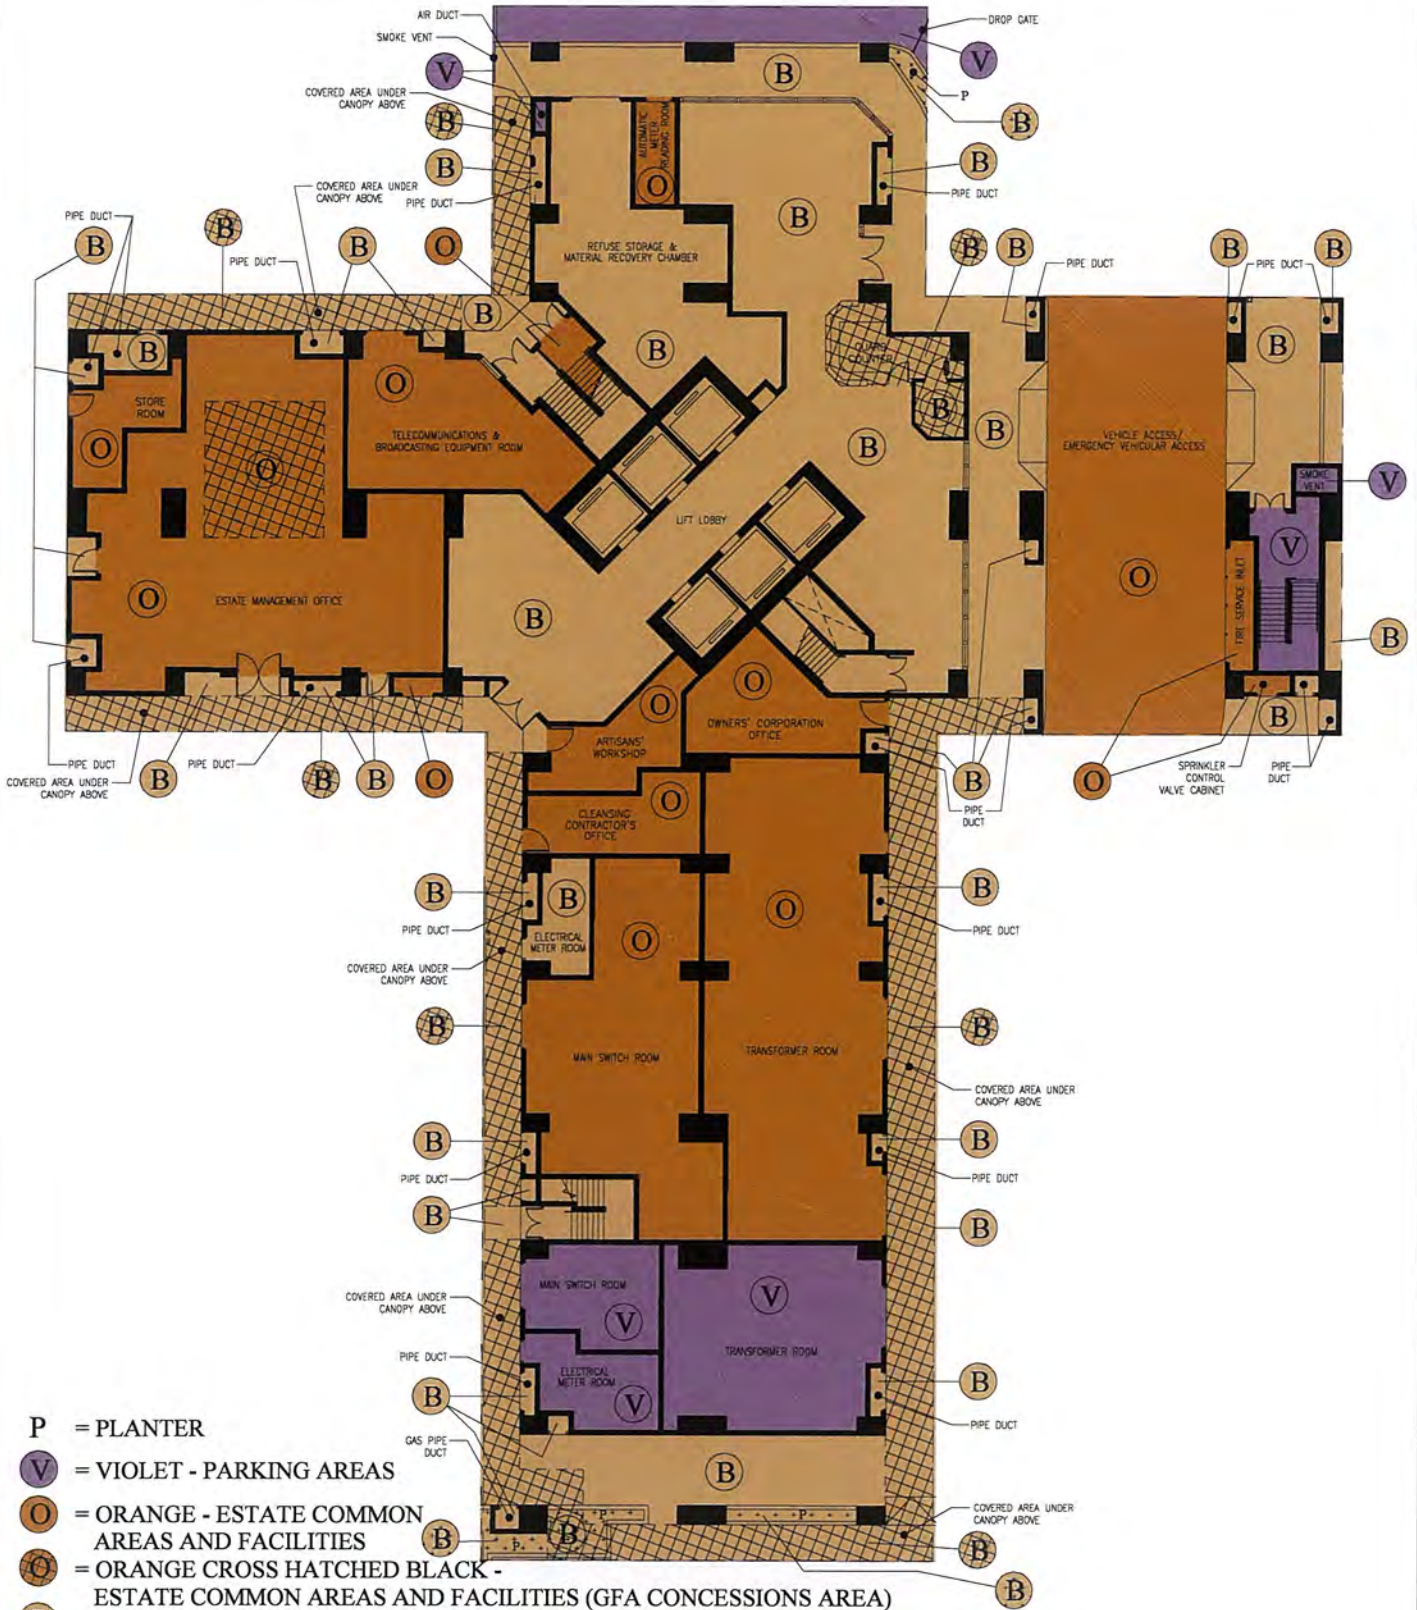 AIR DUCT
DROP GATE
SMOKE VENT
V
V
B
COVERED AREA UNDER
CANOPY ABOVE
P
P
B
B
AUTOMATIC
METER
READING ROOM
B
B
PIPE DUCT
O
PIPE DUCT
COVERED AREA UNDER
CANOPY ABOVE
PIPE DUCT
B
B
B
O
B
REFUSE STORAGE &
MATERIAL RECOVERY CHAMBER
B
B
B
B
PIPE DUCT
PIPE DUCT
PIPE DUCT
B
B
B
B
GUARD
COUNTER
B
O
STORE
ROOM
B
B
TELECOMMUNICATIONS &
BROADCASTING EQUIPMENT ROOM
B
VEHICLE ACCESS/
EMERGENCY VEHICULAR ACCESS
O
O
SMOKE
VENT
V
LIFT LOBBY
V
O
O
ESTATE MANAGEMENT OFFICE
FIRE SERVICE INLET
B
B
O
O
OWNERS' CORPORATION
OFFICE
B
ARTISANS'
WORKSHOP
PIPE DUCT
PIPE DUCT
COVERED AREA UNDER
CANOPY ABOVE
B
B
B
O
B
O
SPRINKLER
CONTROL
VALVE CABINET
PIPE
DUCT
O
PIPE
DUCT
CLEANSING
CONTRACTOR'S
OFFICE
B
B
B
O
PIPE DUCT
PIPE DUCT
ELECTRICAL
METER ROOM
O
COVERED AREA UNDER
CANOPY ABOVE
B
B
MAIN SWITCH ROOM
TRANSFORMER ROOM
COVERED AREA UNDER
CANOPY ABOVE
B
B
PIPE DUCT
PIPE DUCT
B
B
MAIN SWITCH ROOM
V
COVERED AREA UNDER
CANOPY ABOVE
V
TRANSFORMER ROOM
PIPE DUCT
ELECTRICAL
METER ROOM
B
B
V
PIPE DUCT
GAS PIPE
DUCT
B
P
P
COVERED AREA UNDER
CANOPY ABOVE
B
P
B
B
B
P = PLANTER
V = VIOLET - PARKING AREAS
O = ORANGE - ESTATE COMMON
AREAS AND FACILITIES
O = ORANGE CROSS HATCHED BLACK -
ESTATE COMMON AREAS AND FACILITIES (GFA CONCESSIONS AREA)